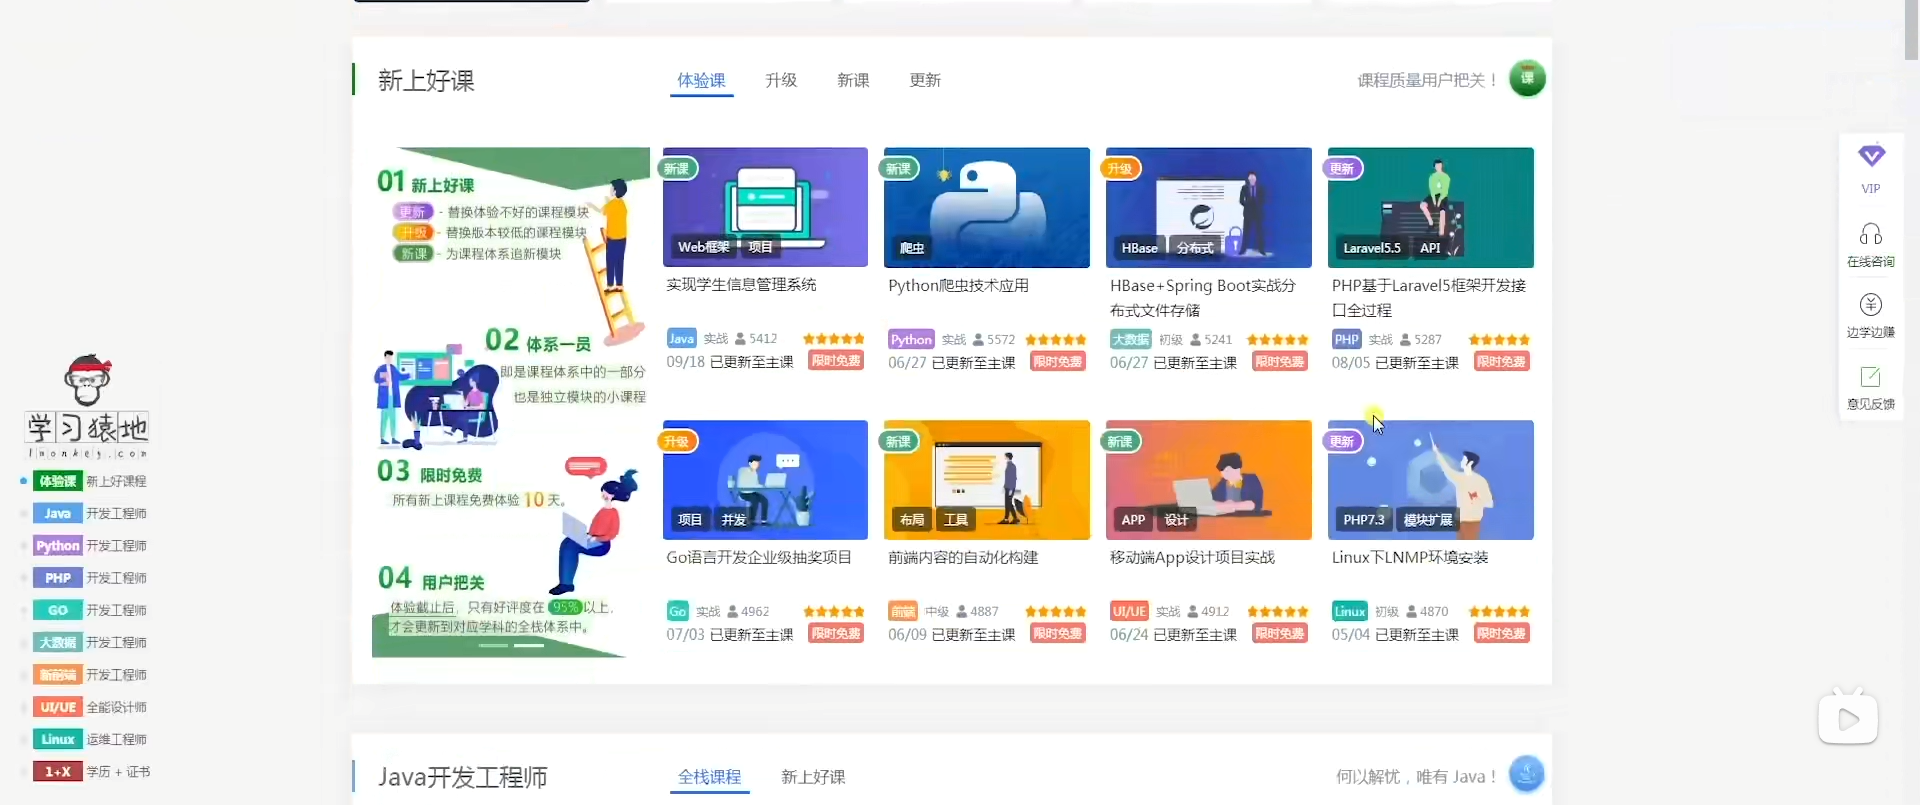 新上好课
体验课
升级
新课
更新
课程质量用户把关！
课
01 新上好课
更新 - 替换体验不好的课程模块
升级 - 替换版本较低的课程模块
新课 - 为课程体系追新模块
02 体系一员
即是课程体系中的一部分
也是独立模块的小课程
03 限时免费
所有新上课程免费体验 10 天。
04 用户把关
体验截止后，只有好评度在 95% 以上，
才会更新到对应学科的全栈体系中。
新课
Web框架 项目
实现学生信息管理系统
Java 实战 5412
09/18 已更新至主课 限时免费
新课
爬虫
Python爬虫技术应用
Python 实战 5572
06/27 已更新至主课 限时免费
升级
HBase 分布式
HBase+Spring Boot实战分
布式文件存储
大数据 初级 5241
06/27 已更新至主课 限时免费
更新
Laravel5.5 API
PHP基于Laravel5框架开发接
口全过程
PHP 实战 5287
08/05 已更新至主课 限时免费
升级
项目 并发
Go语言开发企业级抽奖项目
Go 实战 4962
07/03 已更新至主课 限时免费
新课
布局 工具
前端内容的自动化构建
前端 中级 4887
06/09 已更新至主课 限时免费
新课
APP 设计
移动端App设计项目实战
UI/UE 实战 4912
06/24 已更新至主课 限时免费
更新
PHP7.3 模块扩展
Linux下LNMP环境安装
Linux 初级 4870
05/04 已更新至主课 限时免费
学习猿地
lmonkey.com
体验课 新上好课程
Java 开发工程师
Python 开发工程师
PHP 开发工程师
GO 开发工程师
大数据 开发工程师
新前端 开发工程师
UI/UE 全能设计师
Linux 运维工程师
1+X 学历 + 证书
VIP
在线咨询
边学边赚
意见反馈
Java开发工程师
全栈课程
新上好课
何以解忧，唯有 Java！